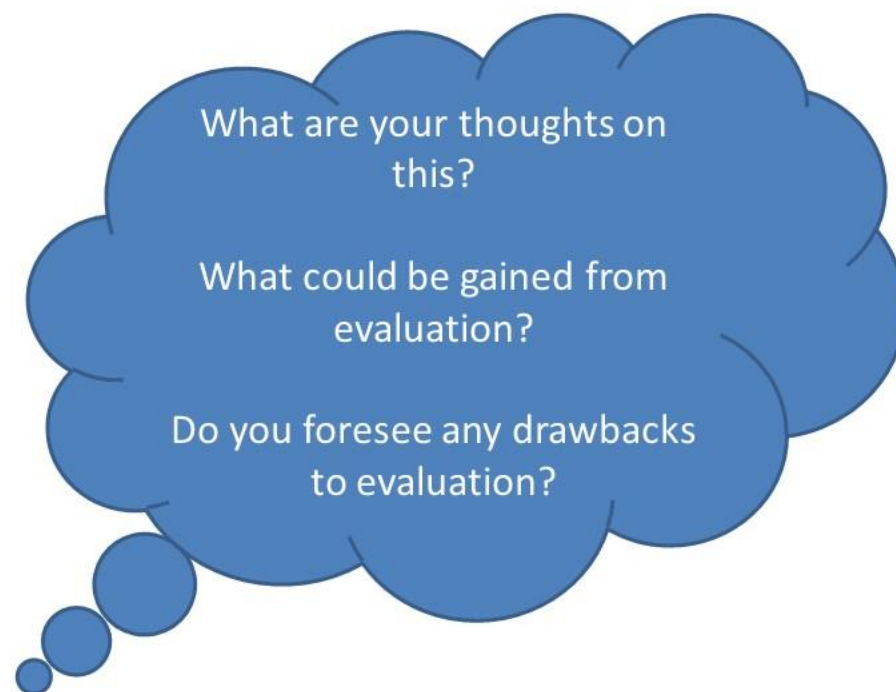 What are your thoughts on
this?
What could be gained from
evaluation?
Do you foresee any drawbacks
to evaluation?